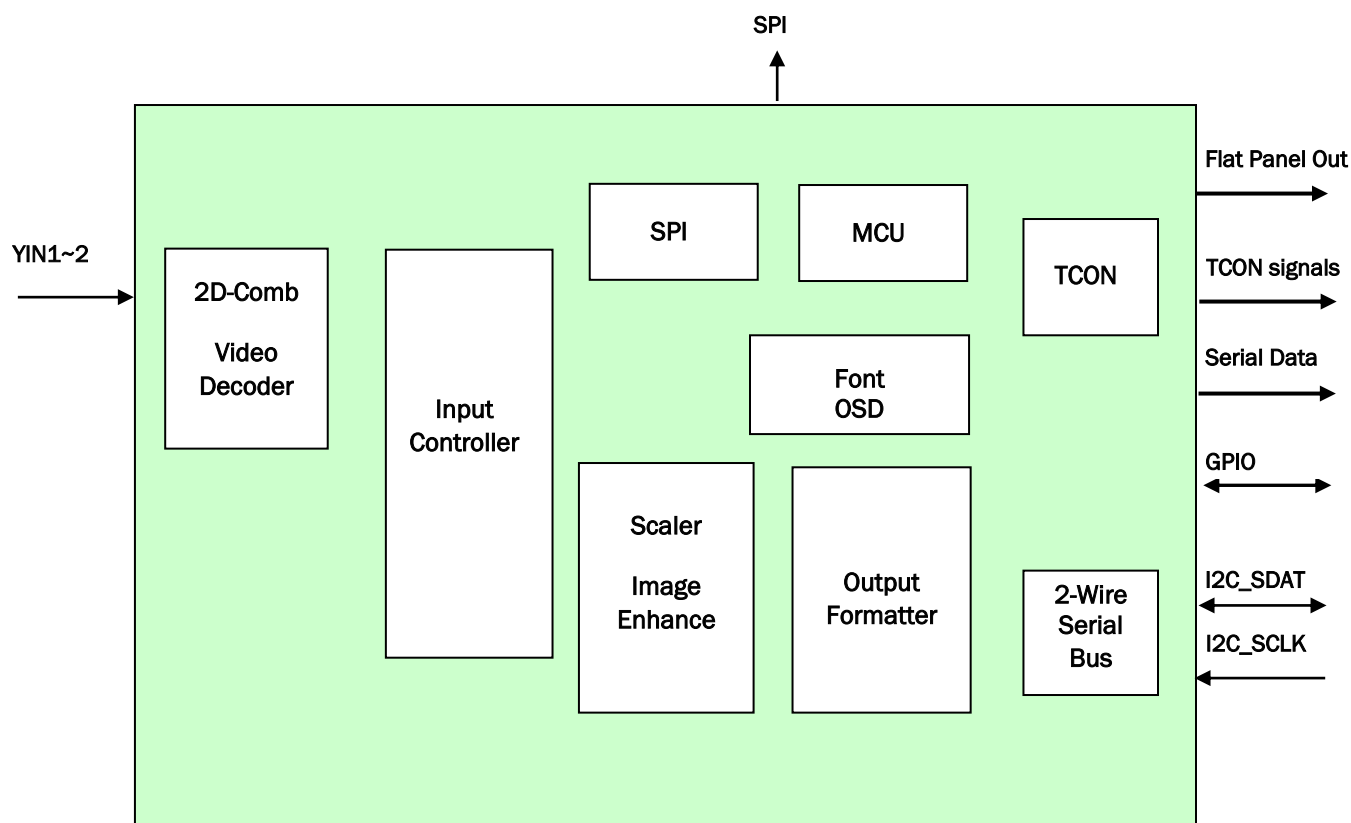 SPI
Flat Panel Out
YIN1~2
SPI
MCU
TCON
TCON signals
2D-Comb
Video
Decoder
Serial Data
Font
OSD
Input
Controller
GPIO
Scaler
Image
Enhance
Output
Formatter
2-Wire
Serial
Bus
I2C_SDAT
I2C_SCLK